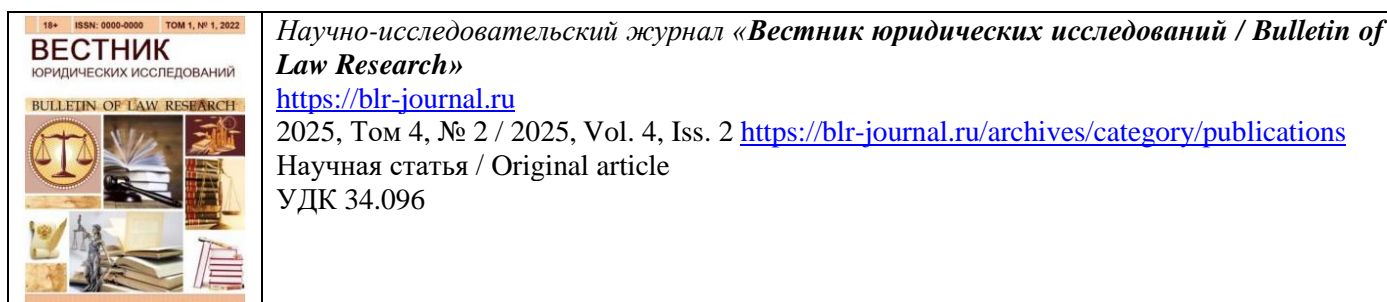 18+ ISSN: 0000-0000 ТОМ 1, № 1, 2022
ВЕСТНИК
ЮРИДИЧЕСКИХ ИССЛЕДОВАНИЙ
BULLETIN OF LAW RESEARCH
Научно-исследовательский журнал «Вестник юридических исследований / Bulletin of
Law Research»
https://blr-journal.ru
2025, Том 4, № 2 / 2025, Vol. 4, Iss. 2 https://blr-journal.ru/archives/category/publications
Научная статья / Original article
УДК 34.096